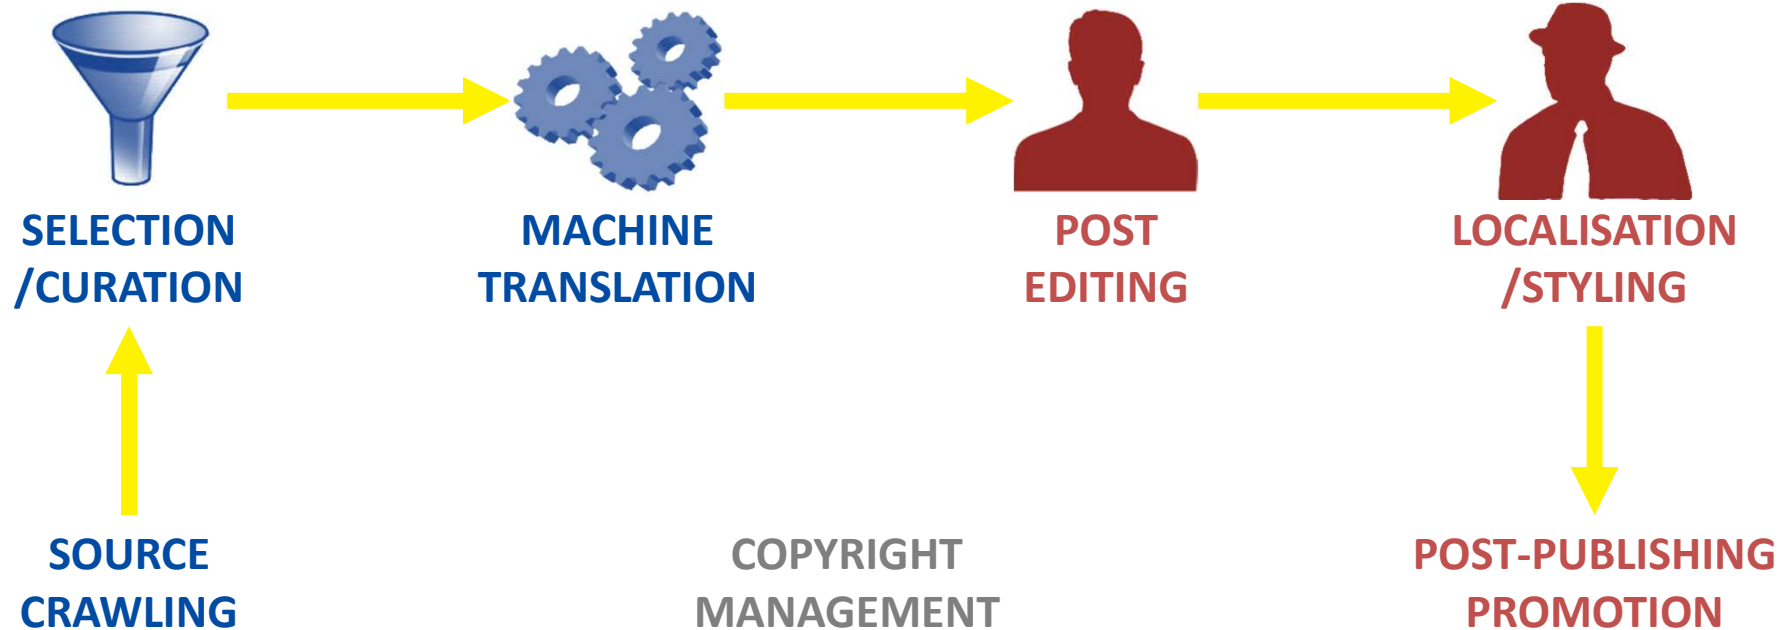 SELECTION
/CURATION
MACHINE
TRANSLATION
POST
EDITING
LOCALISATION
/STYLING
SOURCE
CRAWLING
COPYRIGHT
MANAGEMENT
POST-PUBLISHING
PROMOTION